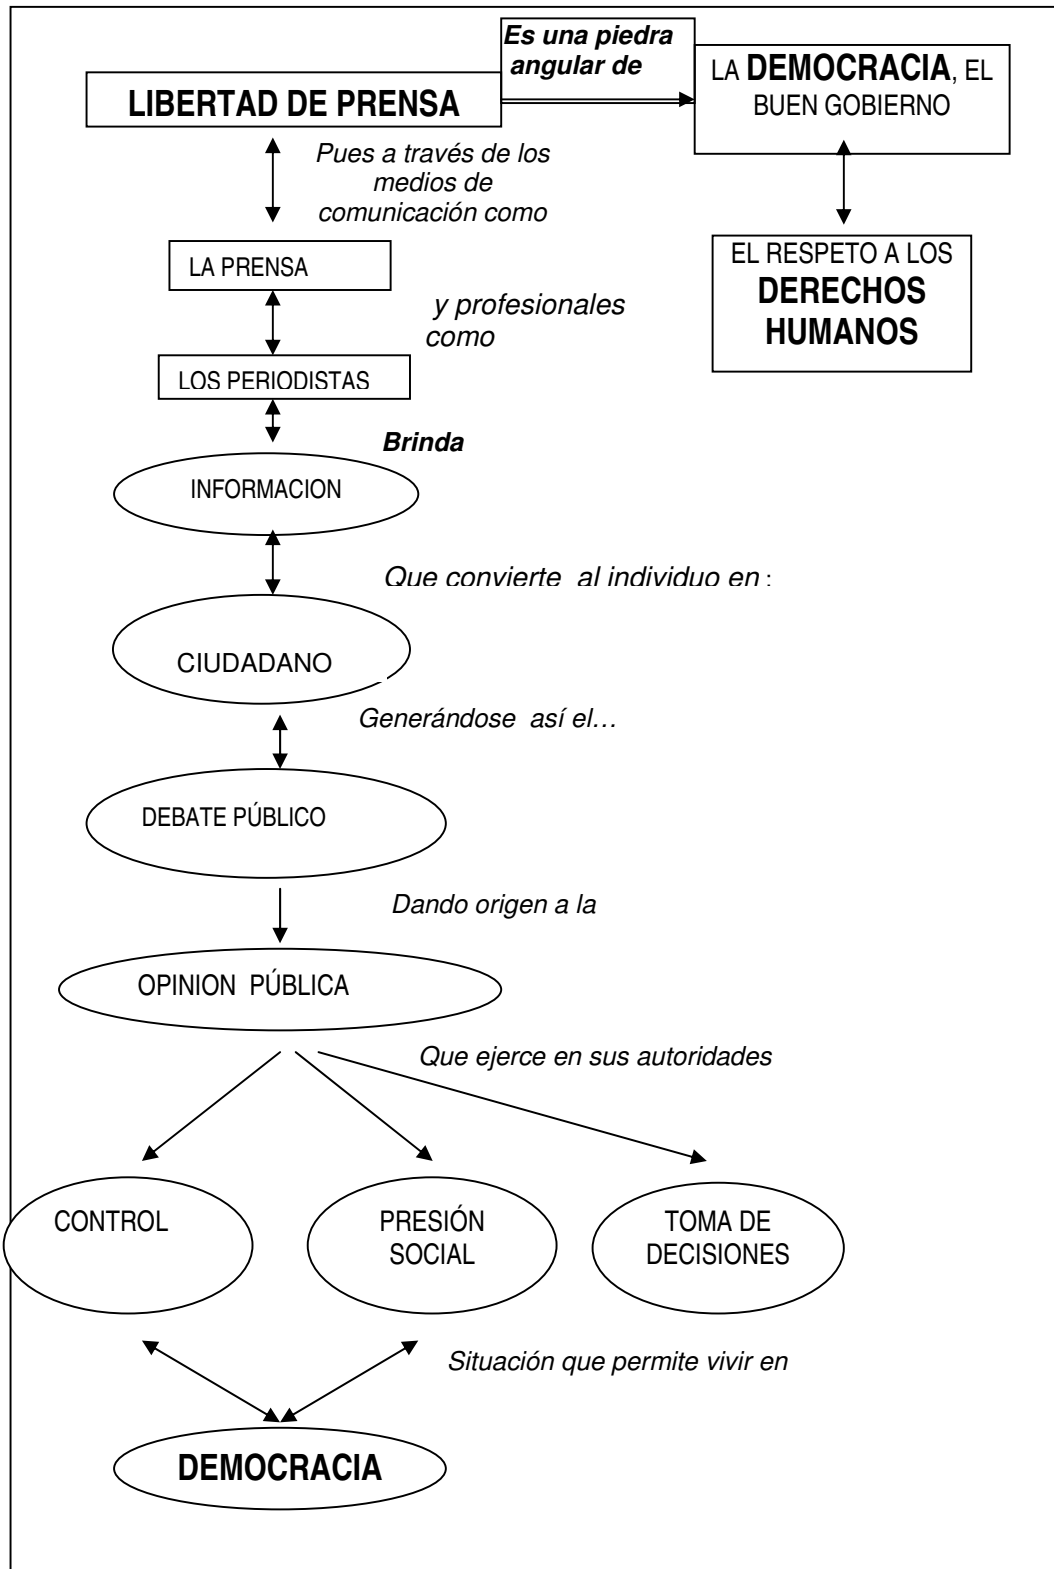 Es una piedra
angular de
LA DEMOCRACIA, EL
BUEN GOBIERNO
LIBERTAD DE PRENSA
Pues a través de los
medios de
comunicación como
EL RESPETO A LOS
DERECHOS
HUMANOS
LA PRENSA
y profesionales
como
LOS PERIODISTAS
Brinda
INFORMACION
Que convierte al individuo en :
CIUDADANO
Generándose así el…
DEBATE PÚBLICO
Dando origen a la
OPINION PÚBLICA
Que ejerce en sus autoridades
CONTROL
PRESIÓN
SOCIAL
TOMA DE
DECISIONES
Situación que permite vivir en
DEMOCRACIA